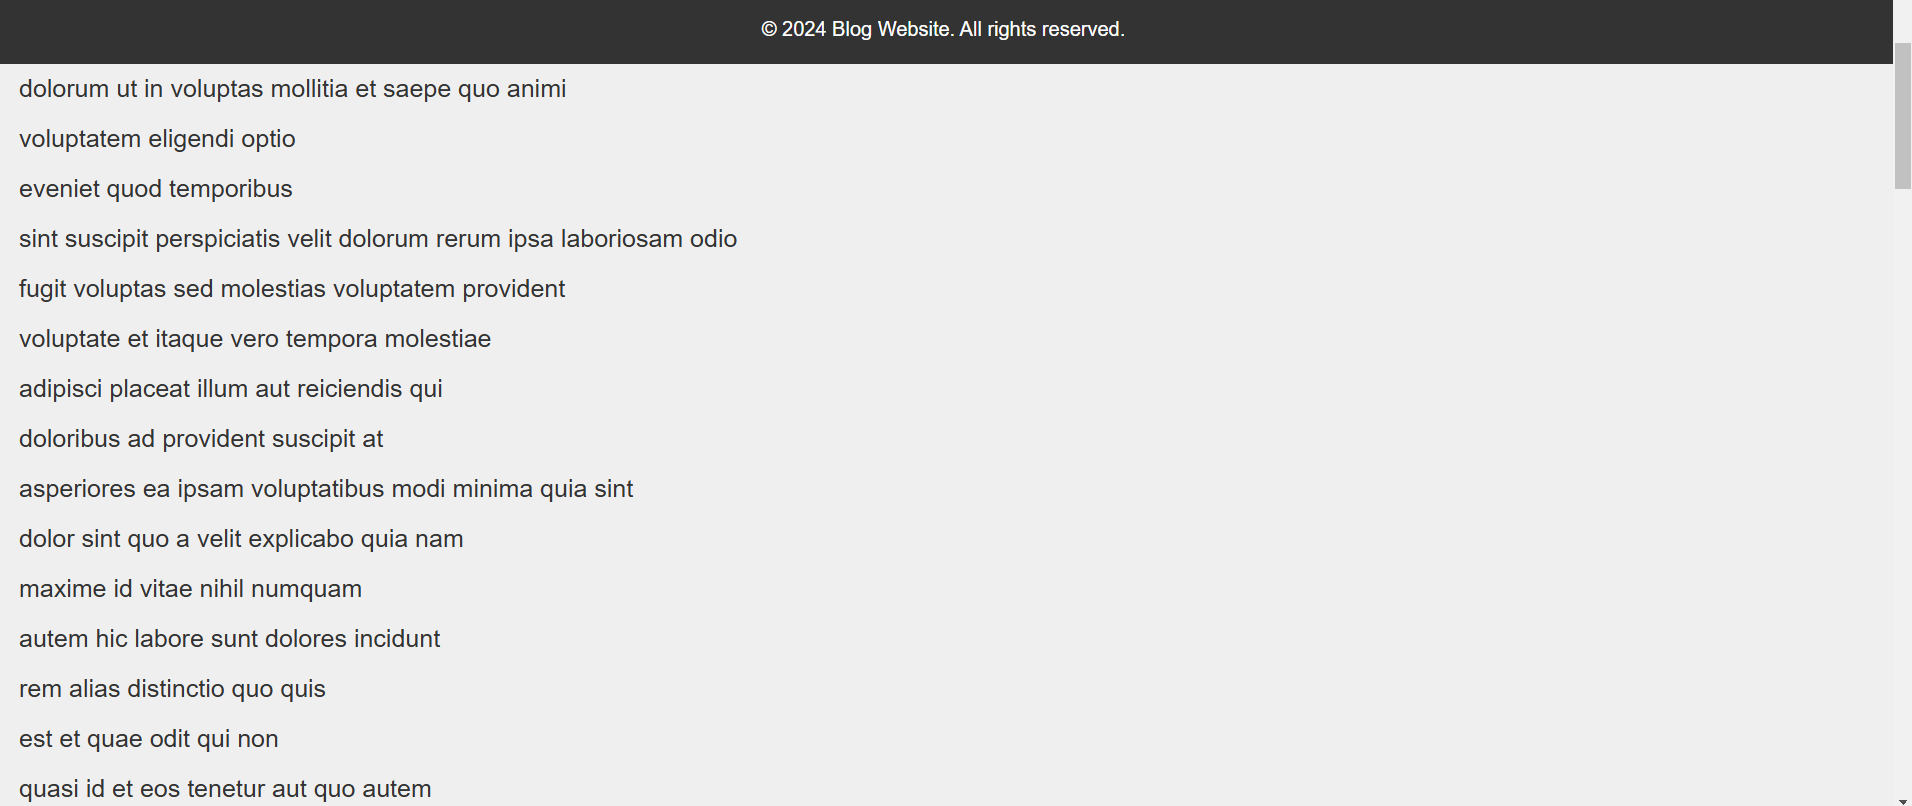 © 2024 Blog Website. All rights reserved.
dolorum ut in voluptas mollitia et saepe quo animi
voluptatem eligendi optio
eveniet quod temporibus
sint suscipit perspiciatis velit dolorum rerum ipsa laboriosam odio
fugit voluptas sed molestias voluptatem provident
voluptate et itaque vero tempora molestiae
adipisci placeat illum aut reiciendis qui
doloribus ad provident suscipit at
asperiores ea ipsam voluptatibus modi minima quia sint
dolor sint quo a velit explicabo quia nam
maxime id vitae nihil numquam
autem hic labore sunt dolores incidunt
rem alias distinctio quo quis
est et quae odit qui non
quasi id et eos tenetur aut quo autem